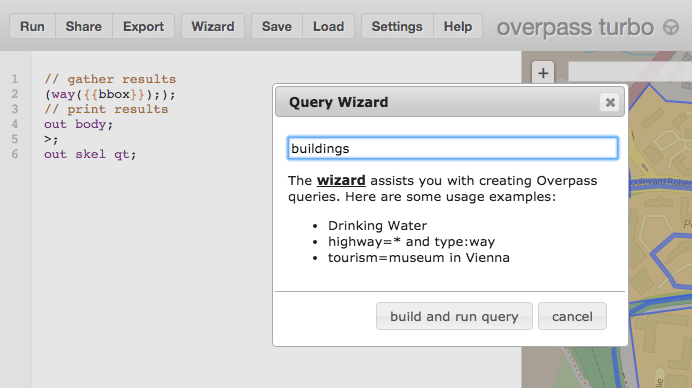 Run Share Export Wizard Save Load Settings Help overpass turbo
1 // gather results
2 (way({{bbox}}););
3 // print results
4 out body;
5 >;
6 out skel qt;
+
Query Wizard
buildings
The wizard assists you with creating Overpass
queries. Here are some usage examples:
• Drinking Water
• highway=* and type:way
• tourism=museum in Vienna
build and run query cancel